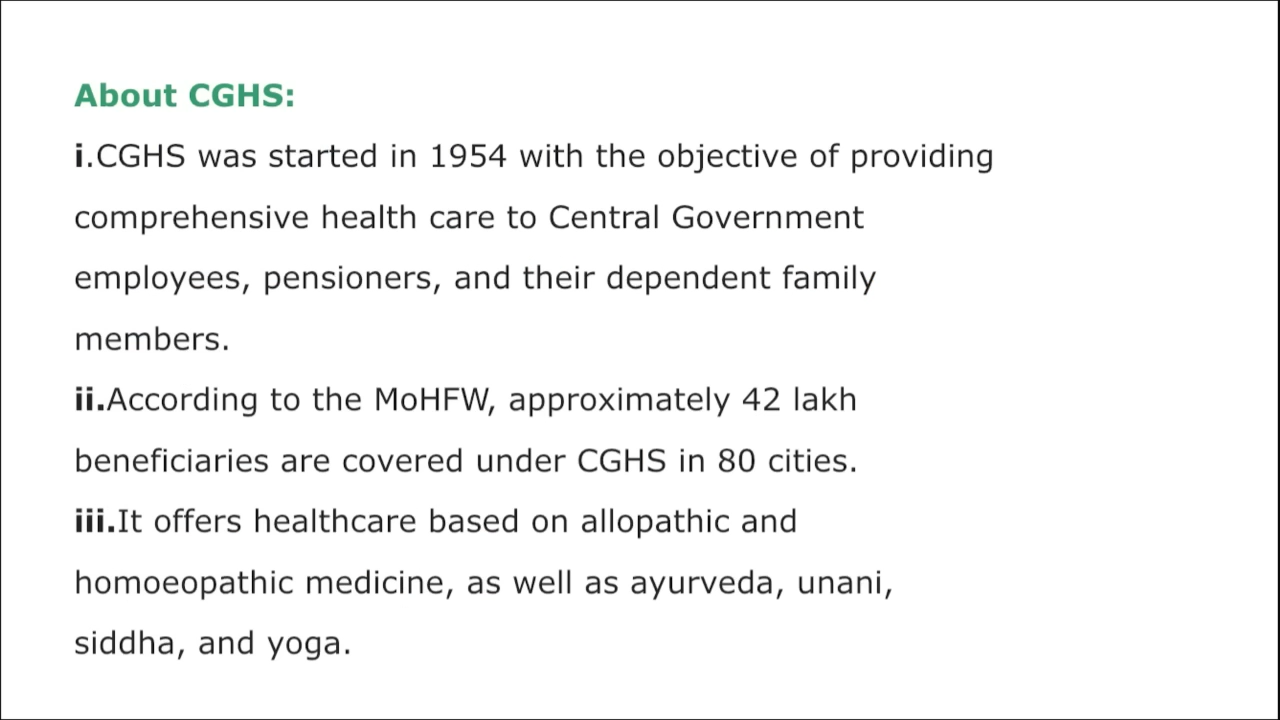 About CGHS:
i.CGHS was started in 1954 with the objective of providing
comprehensive health care to Central Government
employees, pensioners, and their dependent family
members.
ii.According to the MoHFW, approximately 42 lakh
beneficiaries are covered under CGHS in 80 cities.
iii.It offers healthcare based on allopathic and
homoeopathic medicine, as well as ayurveda, unani,
siddha, and yoga.